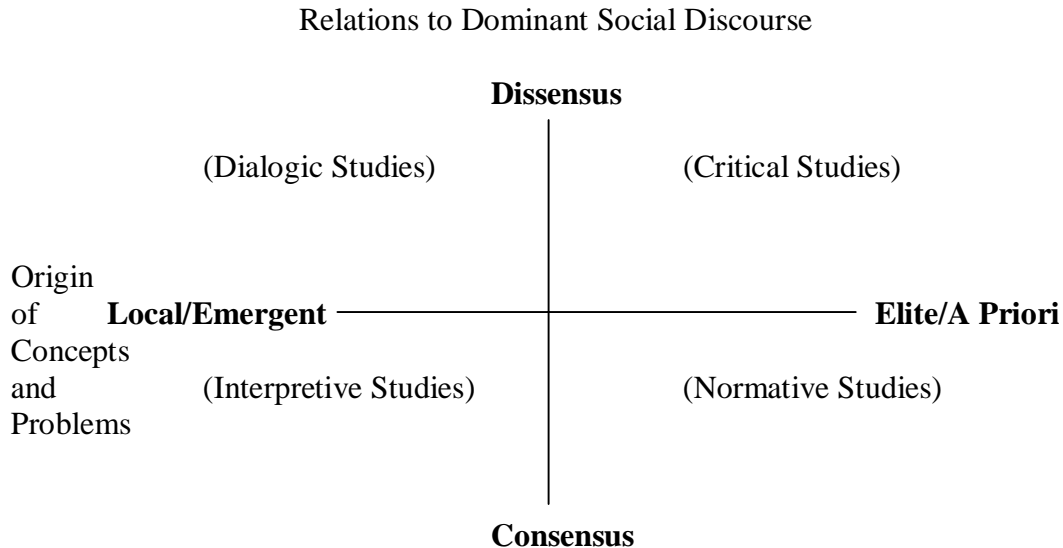 Relations to Dominant Social Discourse
Dissensus
(Dialogic Studies) (Critical Studies)
Origin
of Local/Emergent Elite/A Priori
Concepts
and (Interpretive Studies) (Normative Studies)
Problems
Consensus